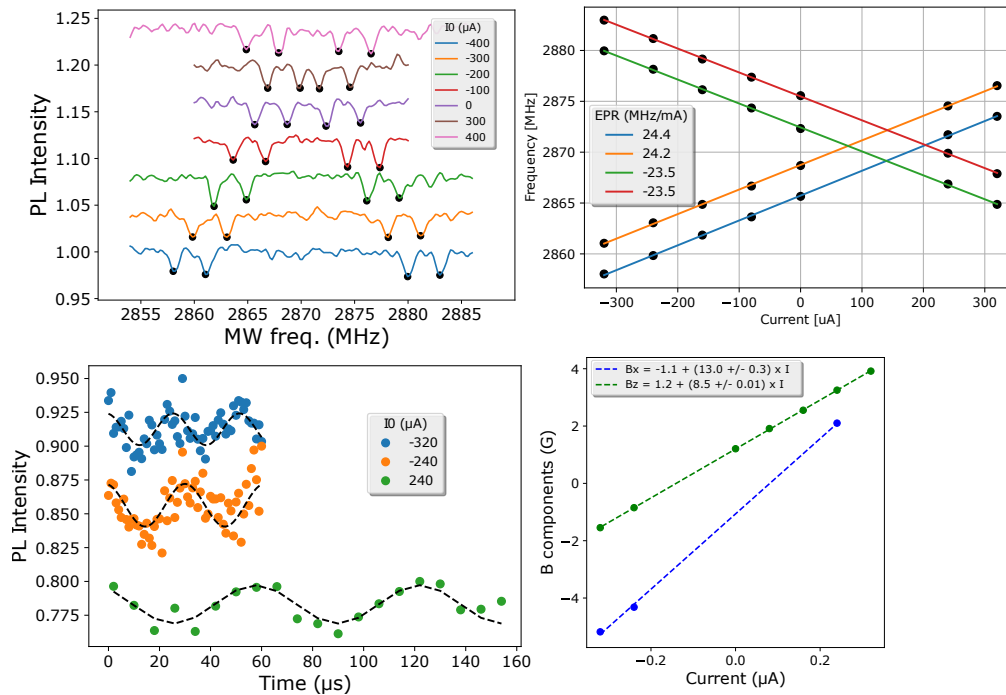 1.25
1.20
1.15
1.10
1.05
1.00
0.95
PL Intensity
2855 2860 2865 2870 2875 2880 2885
MW freq. (MHz)
I0 (μA)
-400
-300
-200
-100
0
300
400
2880
2875
2870
2865
2860
Frequency [MHz]
EPR (MHz/mA)
24.4
24.2
-23.5
-23.5
−300 −200 −100 0 100 200 300
Current [uA]
0.950
0.925
0.900
0.875
0.850
0.825
0.800
0.775
PL Intensity
I0 (μA)
-320
-240
240
0 20 40 60 80 100 120 140 160
Time (μs)
Bx = -1.1 + (13.0 +/- 0.3) x I
Bz = 1.2 + (8.5 +/- 0.01) x I
4
2
0
−2
−4
B components (G)
−0.2 0.0 0.2
Current (μA)